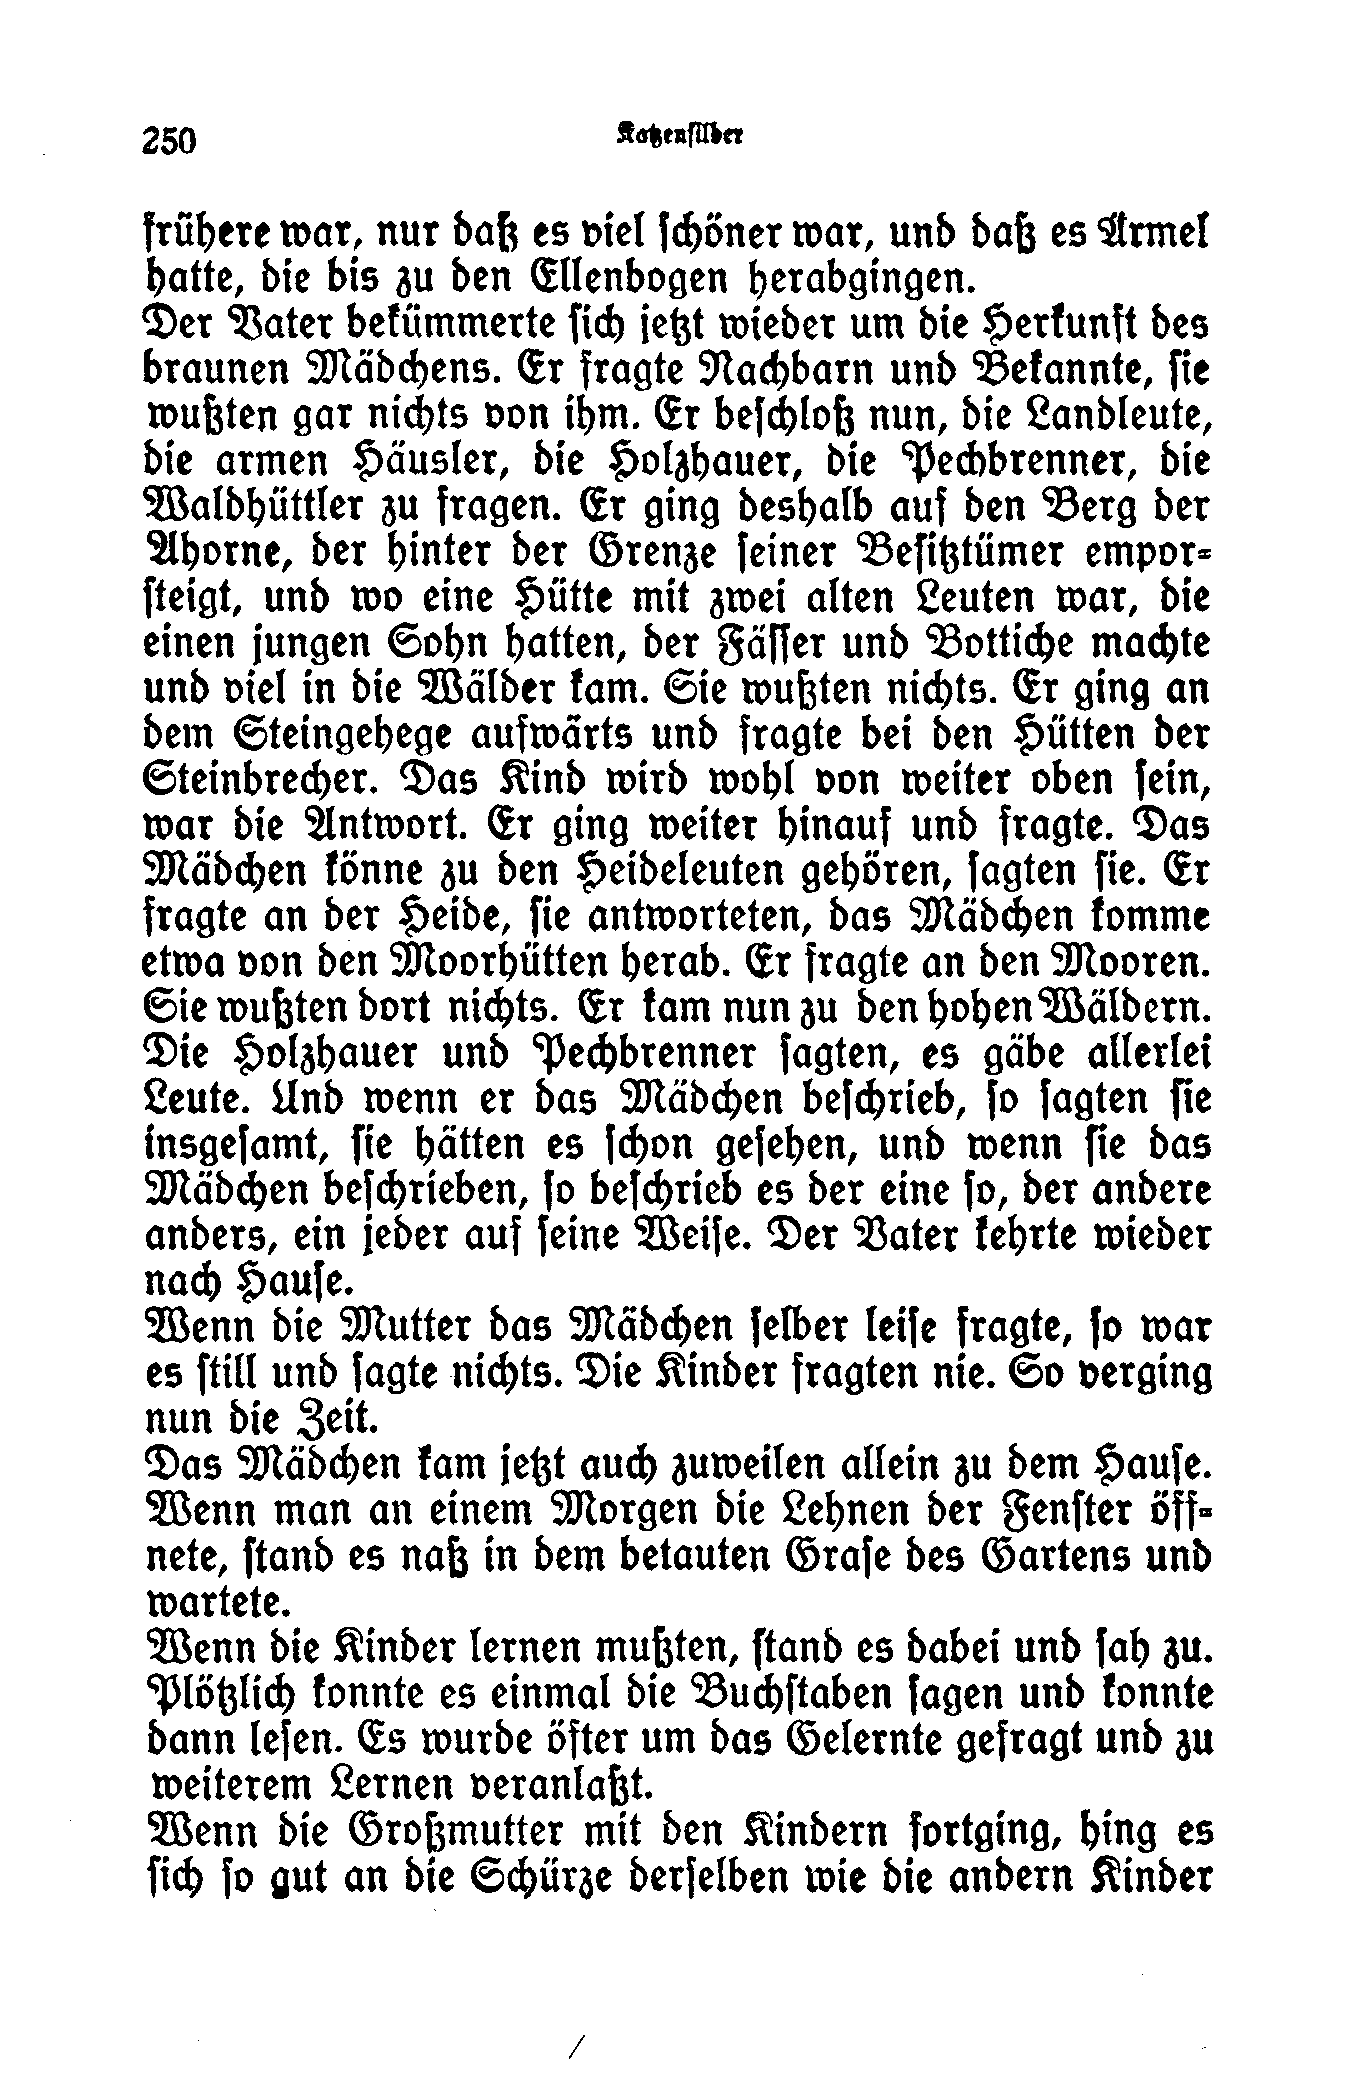 250 Katzensilber
frühere war, nur daß es viel schöner war, und daß es Ärmel
hatte, die bis zu den Ellenbogen herabgingen.
Der Vater bekümmerte sich jetzt wieder um die Herkunft des
braunen Mädchens. Er fragte Nachbarn und Bekannte, sie
wußten gar nichts von ihm. Er beschloß nun, die Landleute,
die armen Häusler, die Holzhauer, die Pechbrenner, die
Waldhüttler zu fragen. Er ging deshalb auf den Berg der
Ahorne, der hinter der Grenze seiner Besitztümer empor-
steigt, und wo eine Hütte mit zwei alten Leuten war, die
einen jungen Sohn hatten, der Fässer und Bottiche machte
und viel in die Wälder kam. Sie wußten nichts. Er ging an
dem Steingehege aufwärts und fragte bei den Hütten der
Steinbrecher. Das Kind wird wohl von weiter oben sein,
war die Antwort. Er ging weiter hinauf und fragte. Das
Mädchen könne zu den Heideleuten gehören, sagten sie. Er
fragte an der Heide, sie antworteten, das Mädchen komme
etwa von den Moorhütten herab. Er fragte an den Mooren.
Sie wußten dort nichts. Er kam nun zu den hohen Wäldern.
Die Holzhauer und Pechbrenner sagten, es gäbe allerlei
Leute. Und wenn er das Mädchen beschrieb, so sagten sie
insgesamt, sie hätten es schon gesehen, und wenn sie das
Mädchen beschrieben, so beschrieb es der eine so, der andere
anders, ein jeder auf seine Weise. Der Vater kehrte wieder
nach Hause.
Wenn die Mutter das Mädchen selber leise fragte, so war
es still und sagte nichts. Die Kinder fragten nie. So verging
nun die Zeit.
Das Mädchen kam jetzt auch zuweilen allein zu dem Hause.
Wenn man an einem Morgen die Lehnen der Fenster öff-
nete, stand es naß in dem betauten Grase des Gartens und
wartete.
Wenn die Kinder lernen mußten, stand es dabei und sah zu.
Plötzlich konnte es einmal die Buchstaben sagen und konnte
dann lesen. Es wurde öfter um das Gelernte gefragt und zu
weiterem Lernen veranlaßt.
Wenn die Großmutter mit den Kindern fortging, hing es
sich so gut an die Schürze derselben wie die andern Kinder